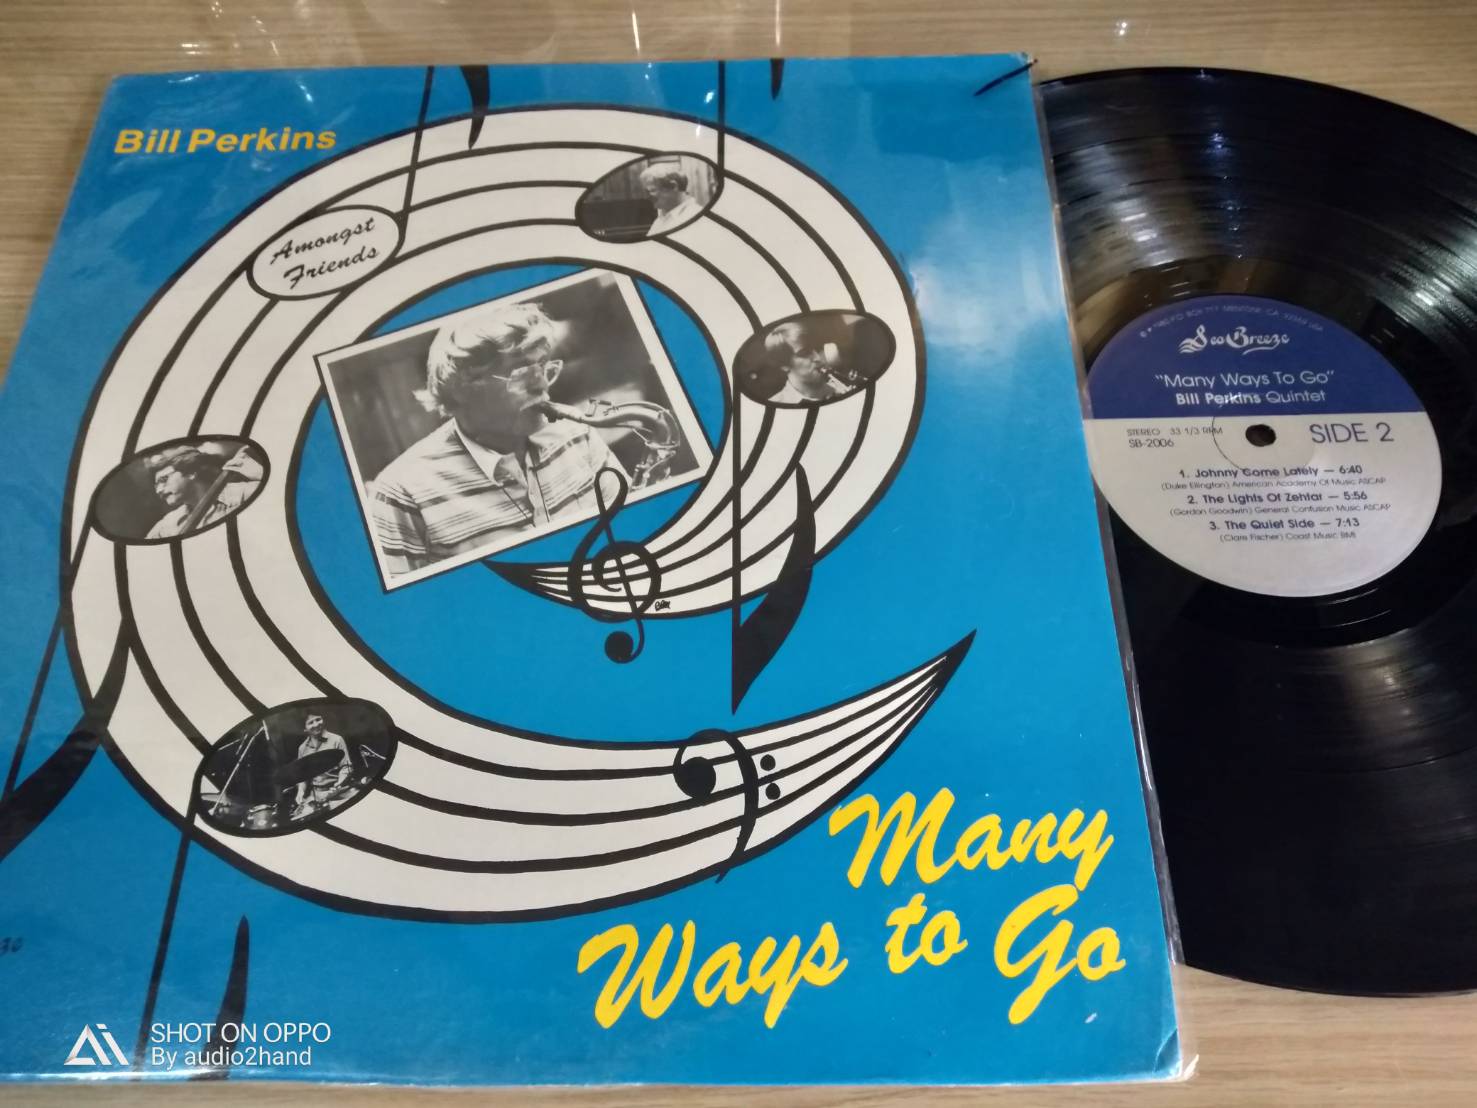 Bill Perkins
Amongst
Friends
Many
Ways to Go
Sea Breeze
"Many Ways To Go"
Bill Perkins Quintet
STEREO 33 1/3 RPM
SB-2006
SIDE 2
1. Johnny Come Lately — 6:40
(Duke Ellington) American Academy Of Music ASCAP
2. The Lights Of Zehtar — 5:56
(Gordon Goodwin) General Confusion Music ASCAP
3. The Quiet Side — 7:13
(Clare Fischer) Coast Music BMI
SHOT ON OPPO
By audio2hand